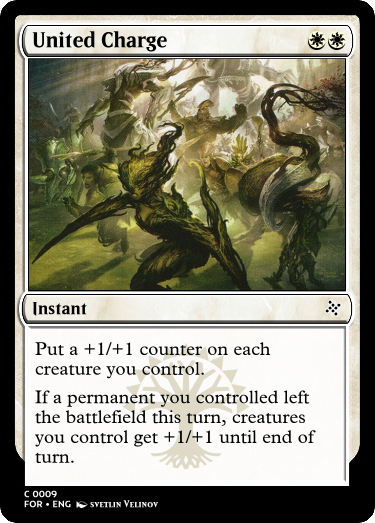 United Charge
Instant
Put a +1/+1 counter on each
creature you control.
If a permanent you controlled left
the battlefield this turn, creatures
you control get +1/+1 until end of
turn.
C 0009
FOR • ENG SVETLIN VELINOV